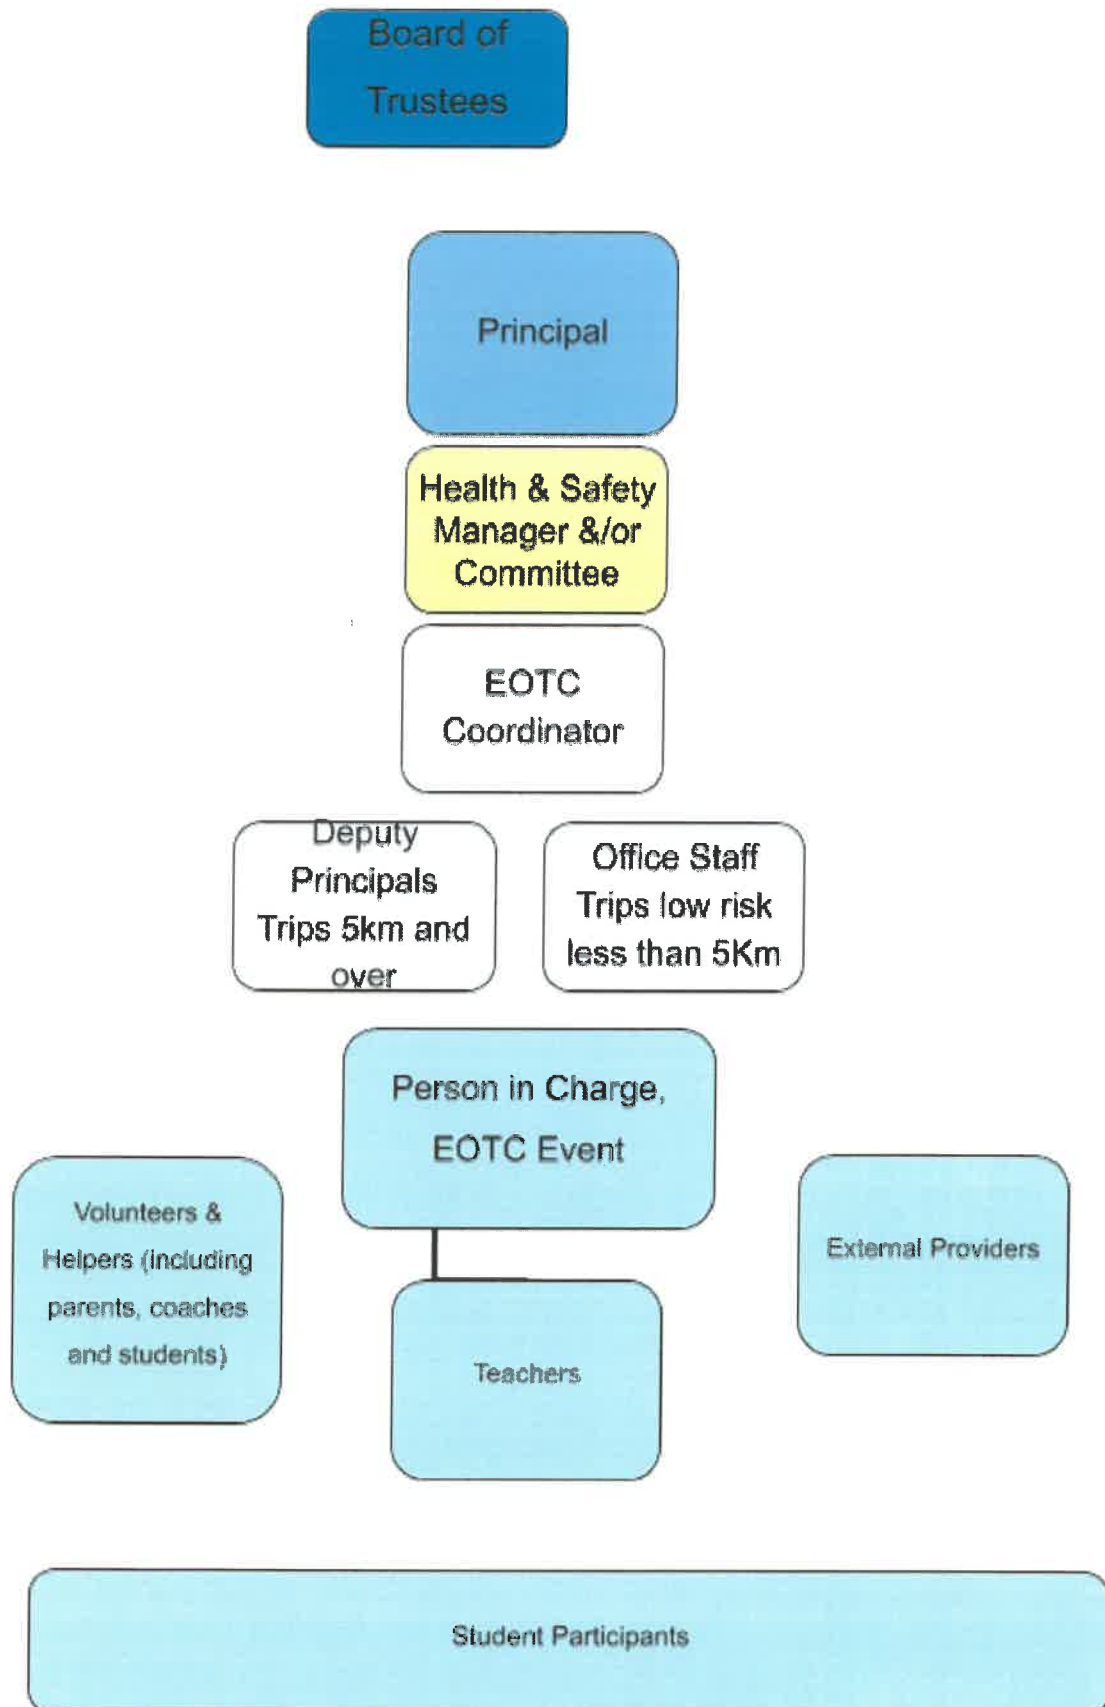 Board of
Trustees
Principal
Health & Safety
Manager &/or
Committee
EOTC
Coordinator
Deputy
Principals
Trips 5km and
over
Office Staff
Trips low risk
less than 5Km
Person in Charge,
EOTC Event
Volunteers &
Helpers (including
parents, coaches
and students)
External Providers
Teachers
Student Participants